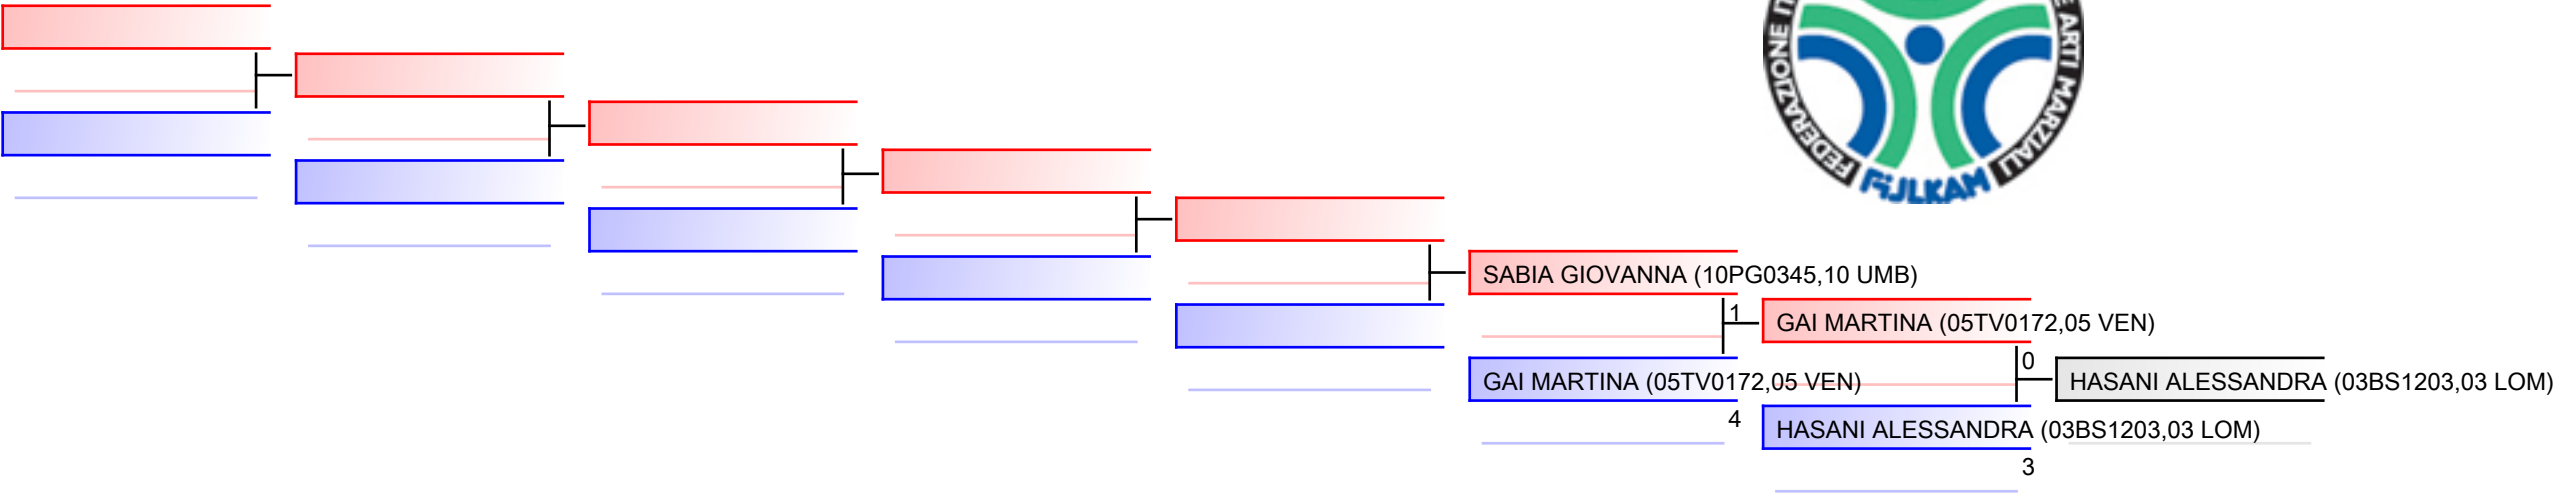 FEDERAZIONE IT
E ARTI MARZIALI
FIJLKAM
SABIA GIOVANNA (10PG0345,10 UMB)
1
GAI MARTINA (05TV0172,05 VEN)
0
GAI MARTINA (05TV0172,05 VEN)
HASANI ALESSANDRA (03BS1203,03 LOM)
4
HASANI ALESSANDRA (03BS1203,03 LOM)
3